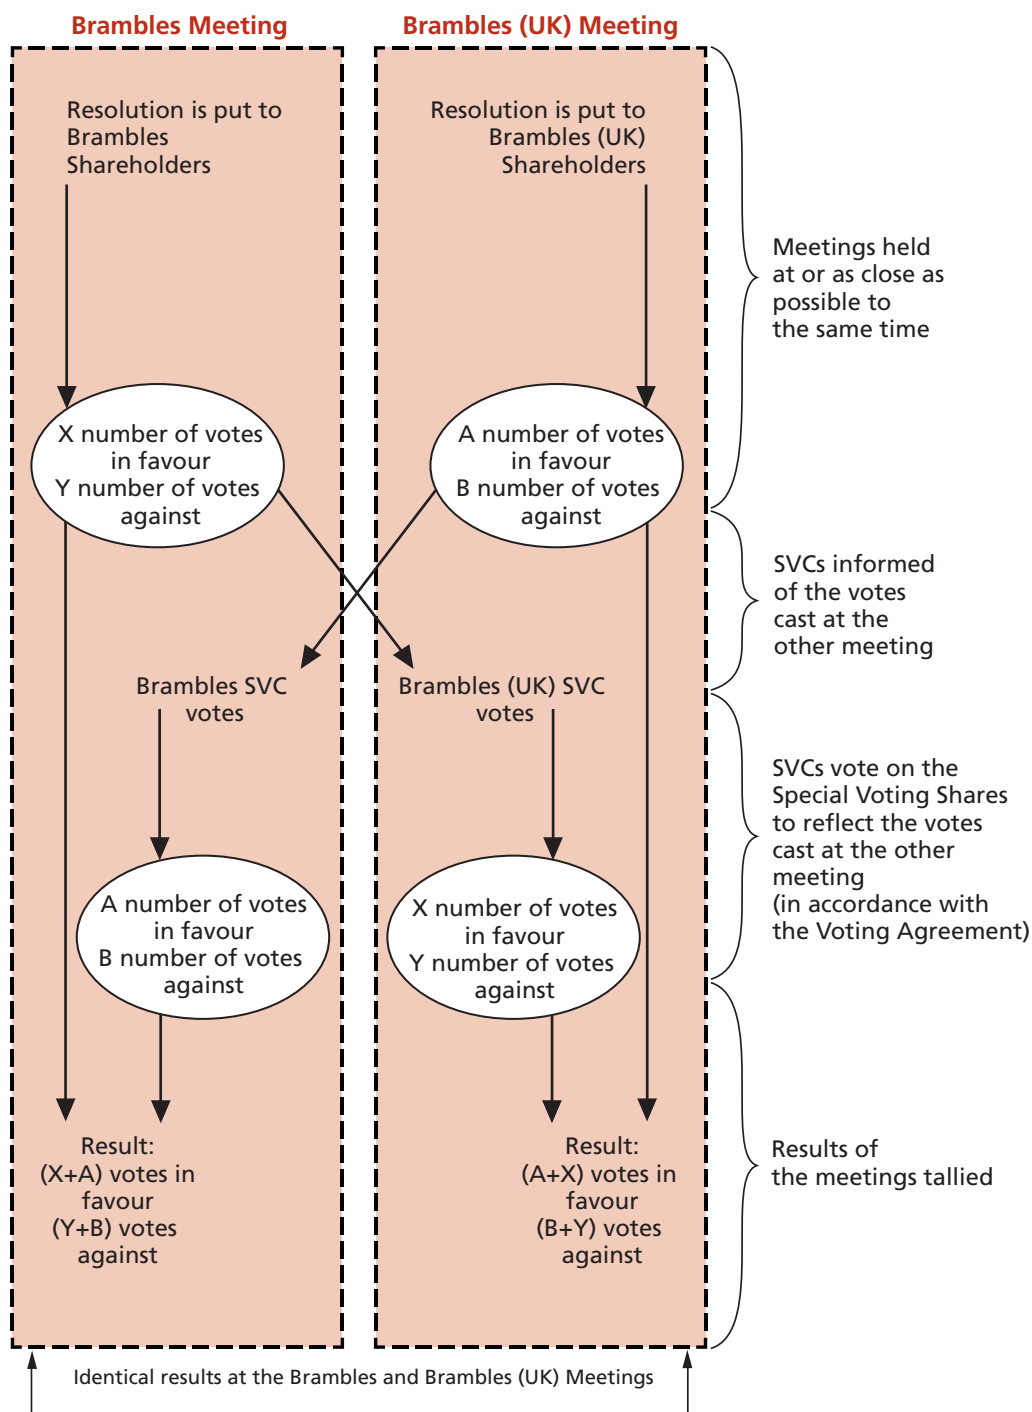 Brambles Meeting
Brambles (UK) Meeting
Resolution is put to
Brambles
Shareholders
Resolution is put to
Brambles (UK)
Shareholders
Meetings held
at or as close as
possible to
the same time
X number of votes
in favour
Y number of votes
against
A number of votes
in favour
B number of votes
against
SVCs informed
of the votes
cast at the
other meeting
Brambles SVC
votes
Brambles (UK) SVC
votes
SVCs vote on the
Special Voting Shares
to reflect the votes
cast at the other
meeting
(in accordance with
the Voting Agreement)
A number of votes
in favour
B number of votes
against
X number of votes
in favour
Y number of votes
against
Result:
(X+A) votes in
favour
(Y+B) votes
against
Result:
(A+X) votes in
favour
(B+Y) votes
against
Results of
the meetings tallied
Identical results at the Brambles and Brambles (UK) Meetings